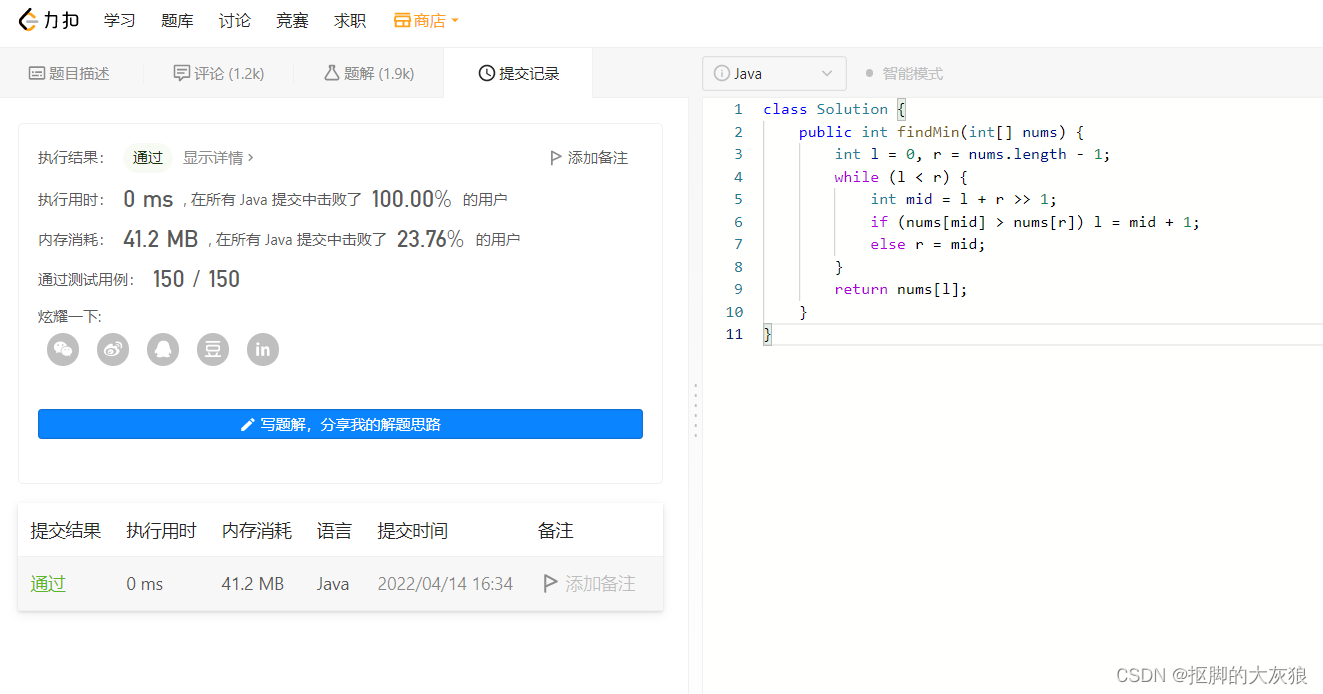 力扣 学习 题库 讨论 竞赛 求职 商店
题目描述 评论 (1.2k) 题解 (1.9k) 提交记录
执行结果： 通过 显示详情 > 添加备注
执行用时： 0 ms , 在所有 Java 提交中击败了 100.00% 的用户
内存消耗： 41.2 MB , 在所有 Java 提交中击败了 23.76% 的用户
通过测试用例： 150 / 150
炫耀一下:
豆 in
写题解，分享我的解题思路
提交结果 执行用时 内存消耗 语言 提交时间 备注
通过 0 ms 41.2 MB Java 2022/04/14 16:34 添加备注
i Java 智能模式
1 class Solution {
2 public int findMin(int[] nums) {
3 int l = 0, r = nums.length - 1;
4 while (l < r) {
5 int mid = l + r >> 1;
6 if (nums[mid] > nums[r]) l = mid + 1;
7 else r = mid;
8 }
9 return nums[l];
10 }
11 }
CSDN @抠脚的大灰狼